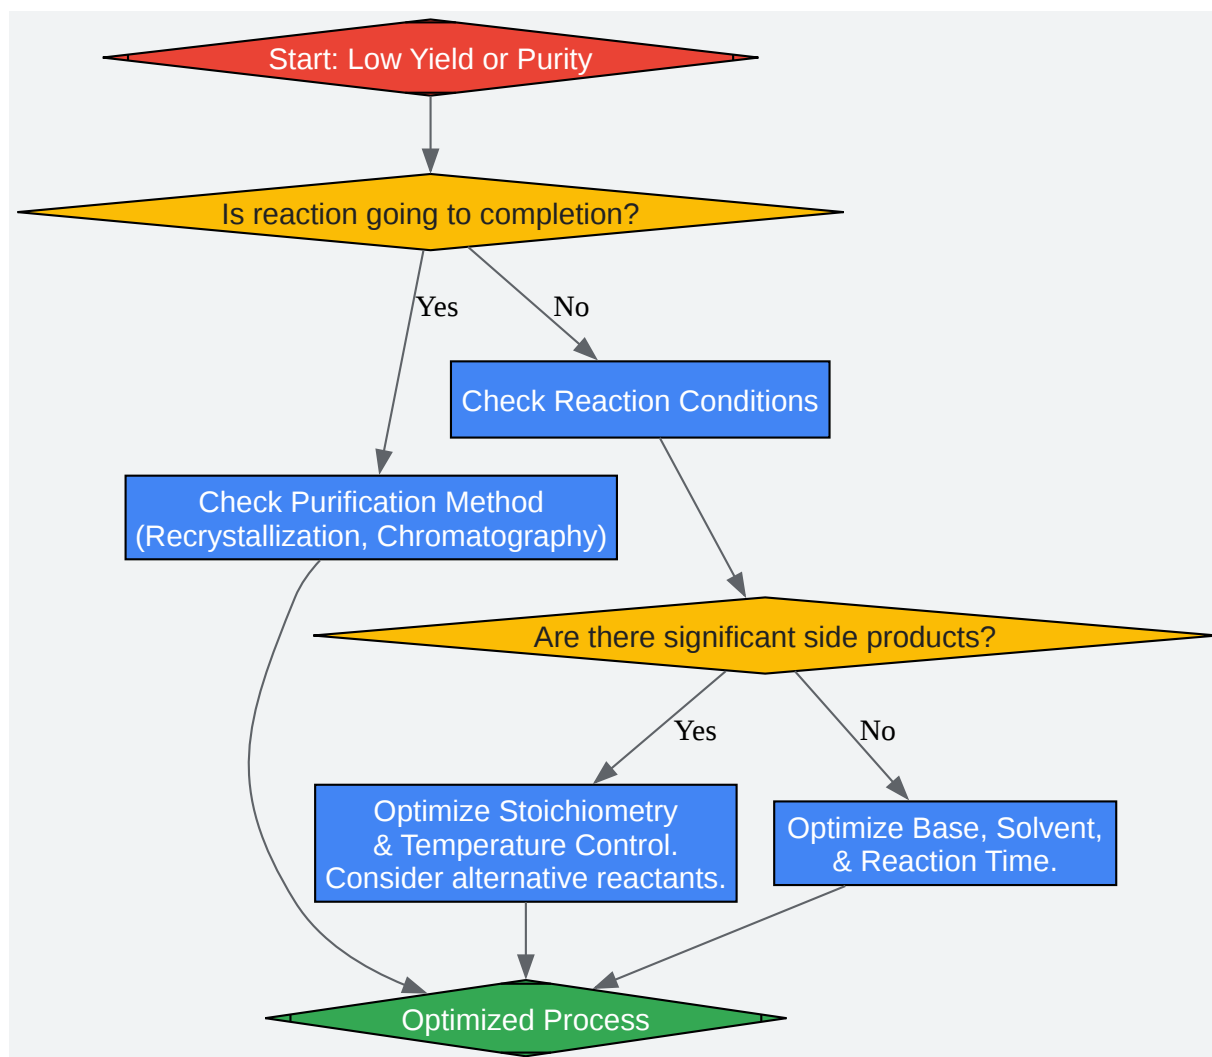 Start: Low Yield or Purity
Is reaction going to completion?
Yes
No
Check Reaction Conditions
Check Purification Method
(Recrystallization, Chromatography)
Are there significant side products?
Yes
No
Optimize Stoichiometry
& Temperature Control.
Consider alternative reactants.
Optimize Base, Solvent,
& Reaction Time.
Optimized Process